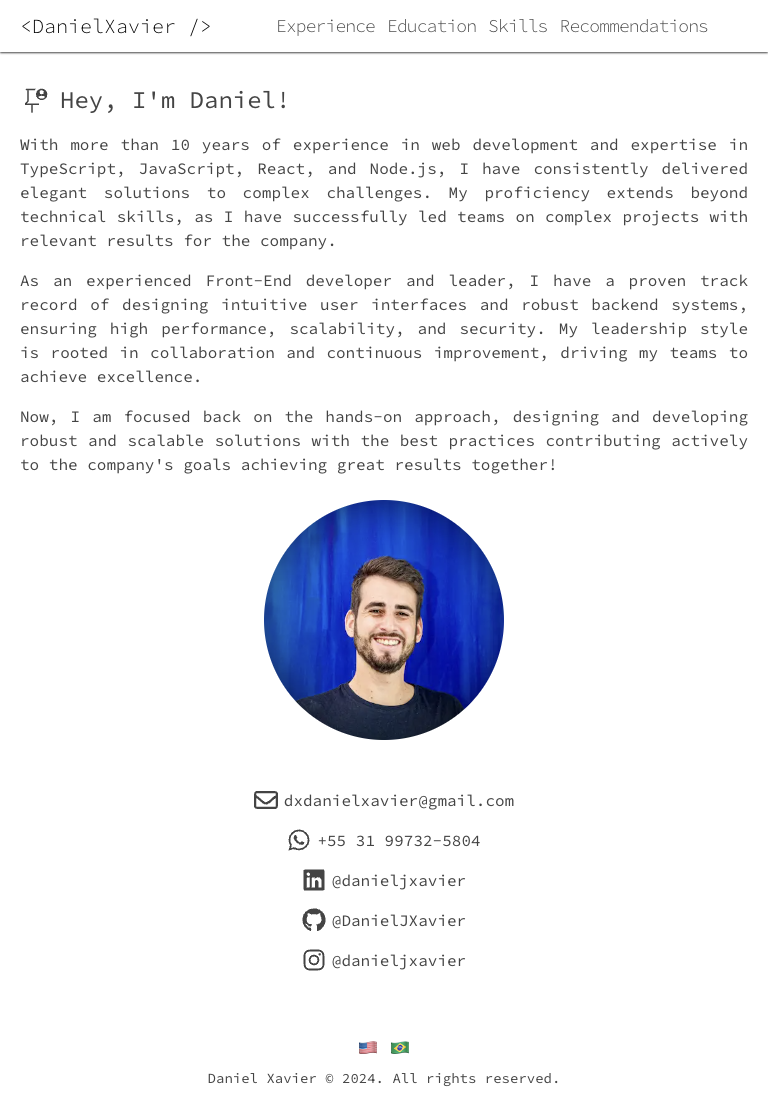 <DanielXavier />
Experience Education Skills Recommendations
Hey, I'm Daniel!
With more than 10 years of experience in web development and expertise in
TypeScript, JavaScript, React, and Node.js, I have consistently delivered
elegant solutions to complex challenges. My proficiency extends beyond
technical skills, as I have successfully led teams on complex projects with
relevant results for the company.
As an experienced Front-End developer and leader, I have a proven track
record of designing intuitive user interfaces and robust backend systems,
ensuring high performance, scalability, and security. My leadership style
is rooted in collaboration and continuous improvement, driving my teams to
achieve excellence.
Now, I am focused back on the hands-on approach, designing and developing
robust and scalable solutions with the best practices contributing actively
to the company's goals achieving great results together!
dxdanielxavier@gmail.com
+55 31 99732-5804
@danieljxavier
@DanielJXavier
@danieljxavier
Daniel Xavier © 2024. All rights reserved.